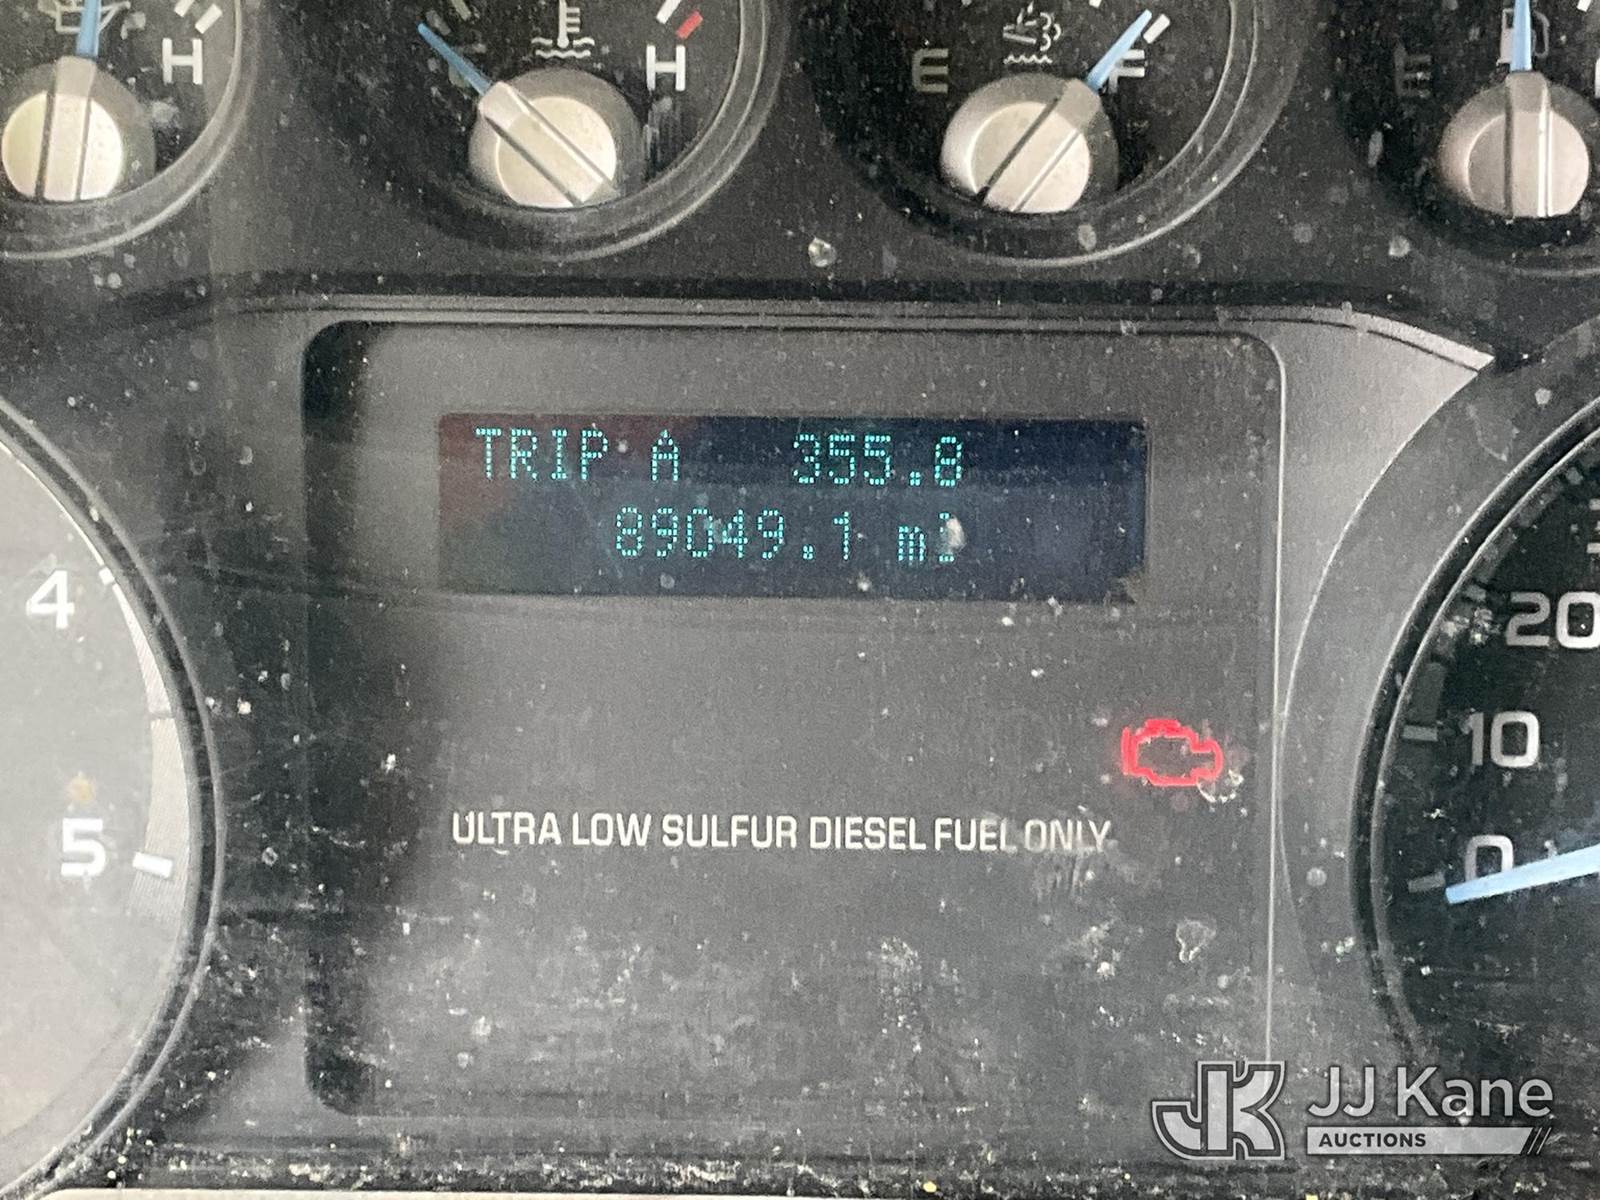 H
H
E
F
E
TRIP A 355.8
89049.1 mi
4
20
10
5
0
ULTRA LOW SULFUR DIESEL FUEL ONLY
JK
JJ Kane
AUCTIONS